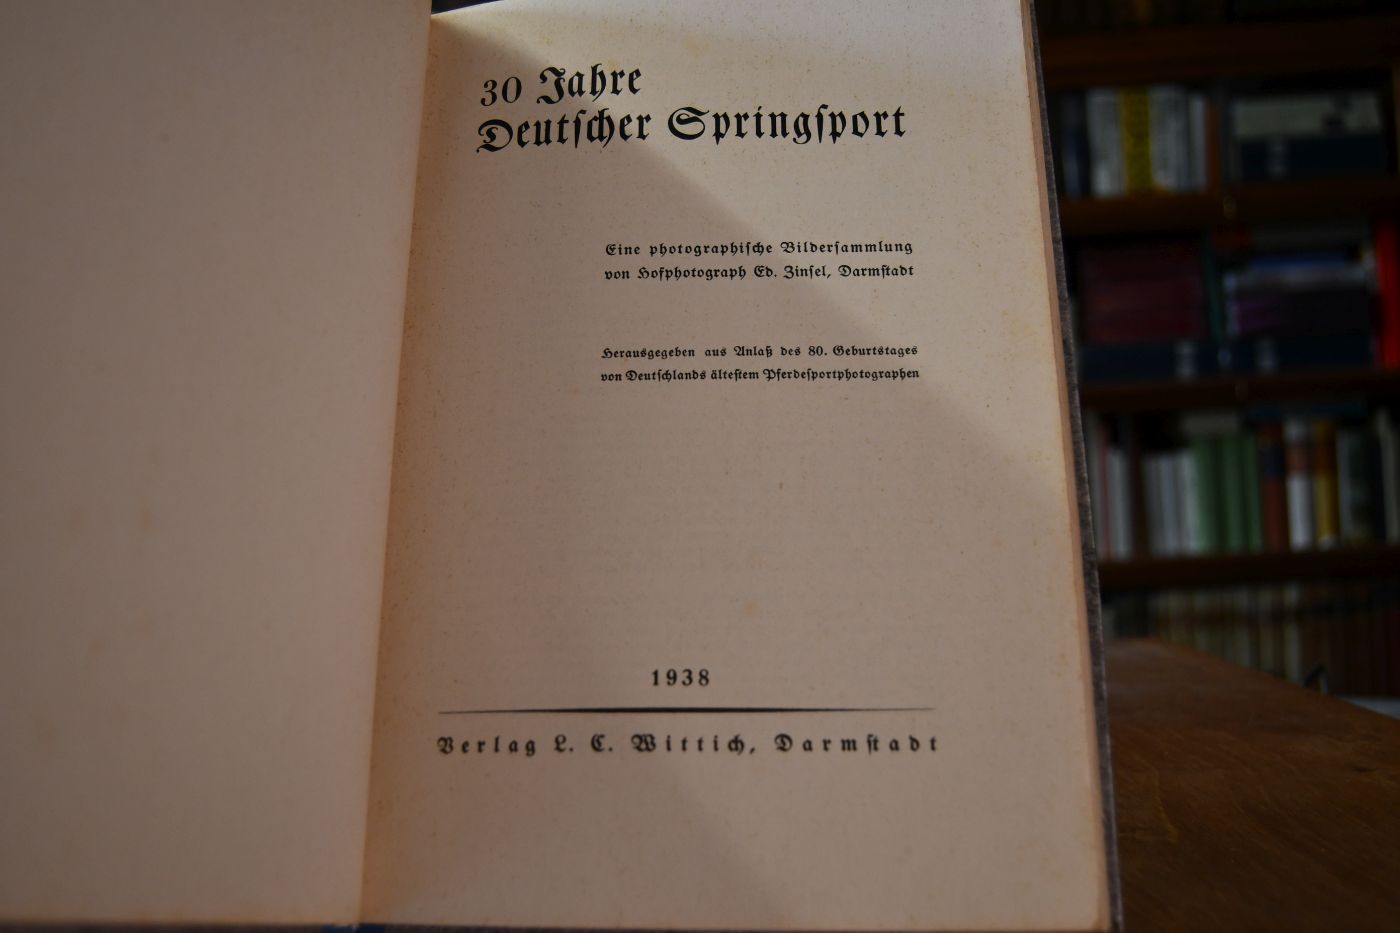 30 Jahre
Deutſcher Springſport
Eine photographiſche Bilderſammlung
von Hofphotograph Ed. Zinſel, Darmſtadt
Herausgegeben aus Anlaß des 80. Geburtstages
von Deutſchlands älteſtem Pferdeſportphotographen
1938
Verlag L. C. Wittich, Darmſtadt